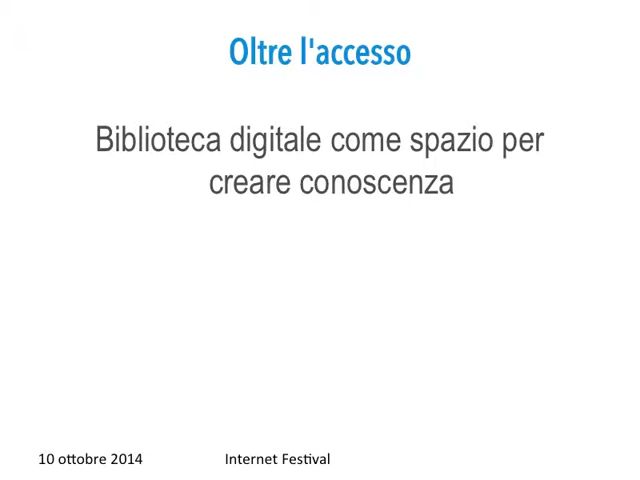 Oltre l'accesso
Biblioteca digitale come spazio per
creare conoscenza
10 ottobre 2014
Internet Festival